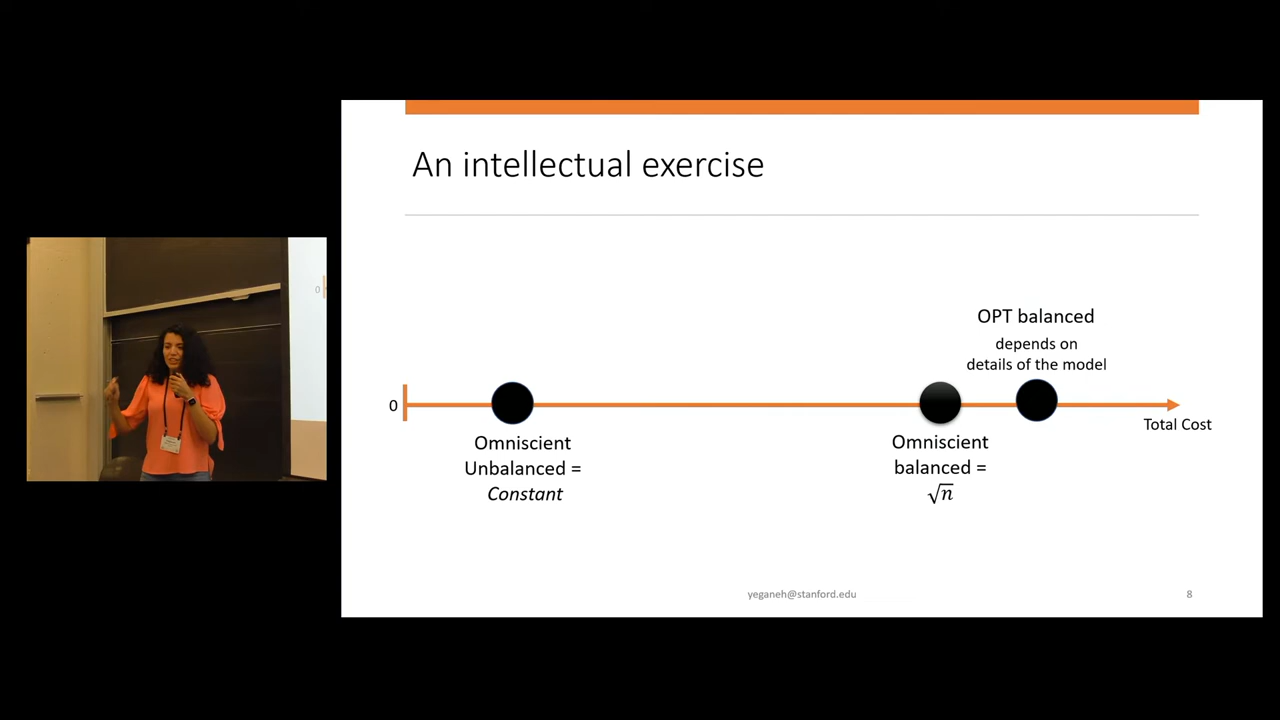 An intellectual exercise
OPT balanced
depends on
details of the model
0
Total Cost
Omniscient
Unbalanced =
Constant
Omniscient
balanced =
√n
yeganeh@stanford.edu
8
0